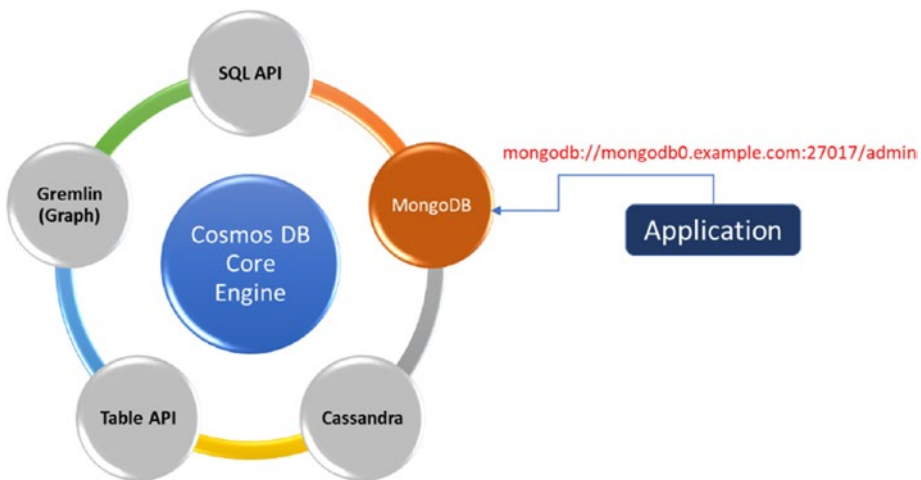 SQL API
mongodb://mongodb0.example.com:27017/admin
Gremlin
(Graph)
MongoDB
Application
Cosmos DB
Core
Engine
Table API
Cassandra